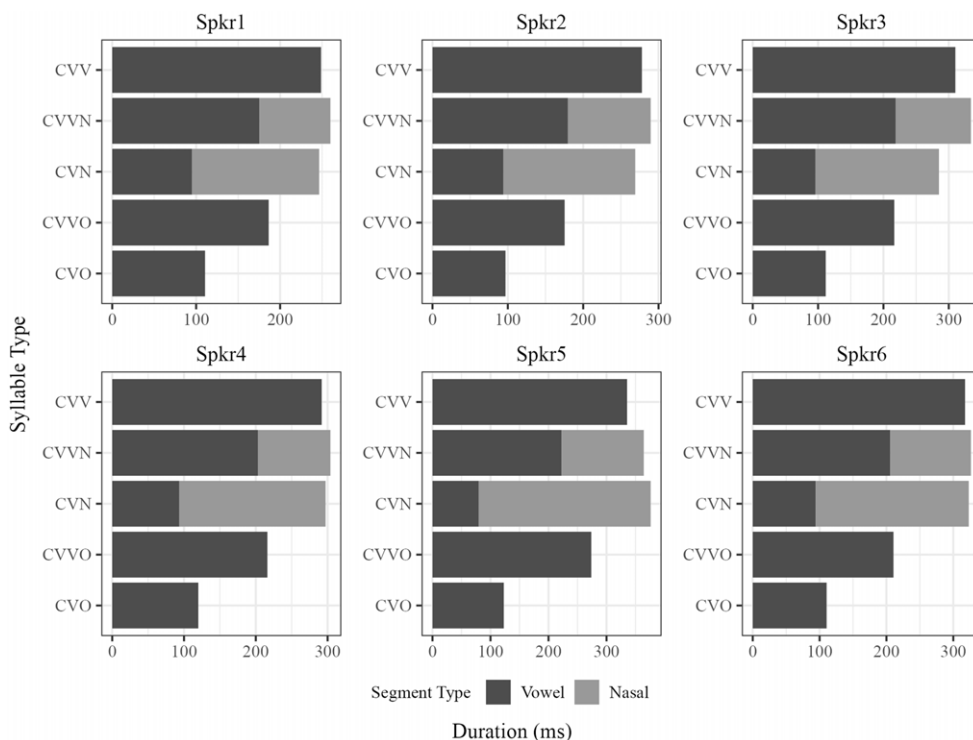 Spkr1 Spkr2 Spkr3
CVV CVV CVV
CVVN CVVN CVVN
CVN CVN CVN
CVVO CVVO CVVO
CVO CVO CVO
0 100 200 0 100 200 300 0 100 200 300
Syllable Type
Spkr4 Spkr5 Spkr6
CVV CVV CVV
CVVN CVVN CVVN
CVN CVN CVN
CVVO CVVO CVVO
CVO CVO CVO
0 100 200 300 0 100 200 300 0 100 200 300
Segment Type Vowel Nasal
Duration (ms)